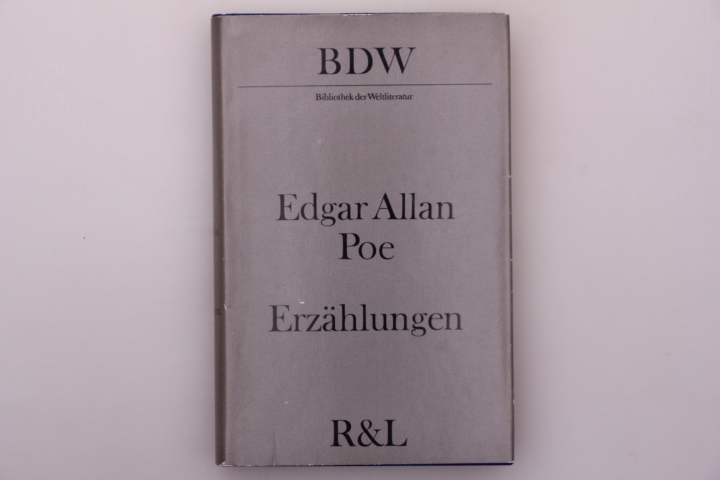 BDW
Bibliothek der Weltliteratur
Edgar Allan
Poe
Erzählungen
R&L